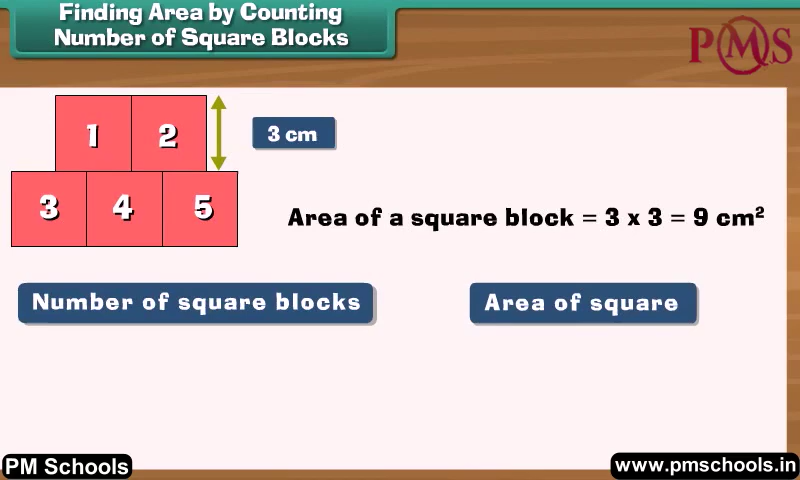 Finding Area by Counting
Number of Square Blocks
PMS
1 2
3 cm
3 4 5
Area of a square block = 3 x 3 = 9 cm²
Number of square blocks
Area of square
PM Schools
www.pmschools.in